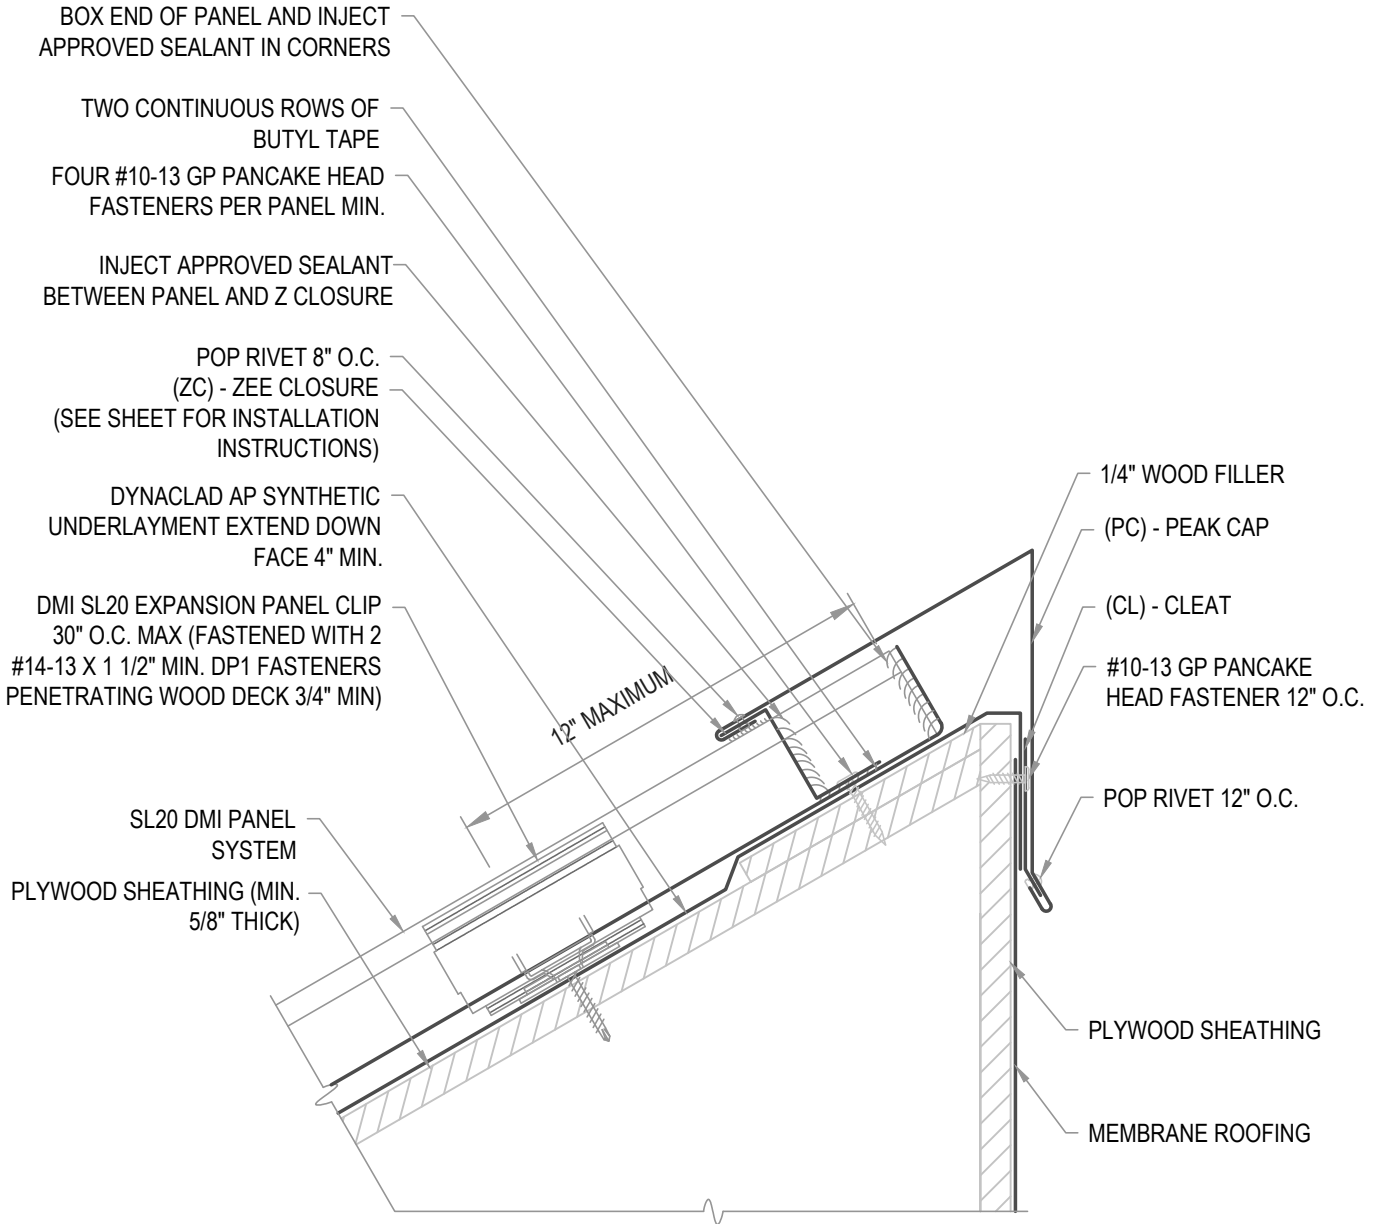 BOX END OF PANEL AND INJECT
APPROVED SEALANT IN CORNERS
TWO CONTINUOUS ROWS OF
BUTYL TAPE
FOUR #10-13 GP PANCAKE HEAD
FASTENERS PER PANEL MIN.
INJECT APPROVED SEALANT
BETWEEN PANEL AND Z CLOSURE
POP RIVET 8" O.C.
(ZC) - ZEE CLOSURE
(SEE SHEET FOR INSTALLATION
INSTRUCTIONS)
DYNACLAD AP SYNTHETIC
UNDERLAYMENT EXTEND DOWN
FACE 4" MIN.
DMI SL20 EXPANSION PANEL CLIP
30" O.C. MAX (FASTENED WITH 2
#14-13 X 1 1/2" MIN. DP1 FASTENERS
PENETRATING WOOD DECK 3/4" MIN)
SL20 DMI PANEL
SYSTEM
PLYWOOD SHEATHING (MIN.
5/8" THICK)
12" MAXIMUM
1/4" WOOD FILLER
(PC) - PEAK CAP
(CL) - CLEAT
#10-13 GP PANCAKE
HEAD FASTENER 12" O.C.
POP RIVET 12" O.C.
PLYWOOD SHEATHING
MEMBRANE ROOFING